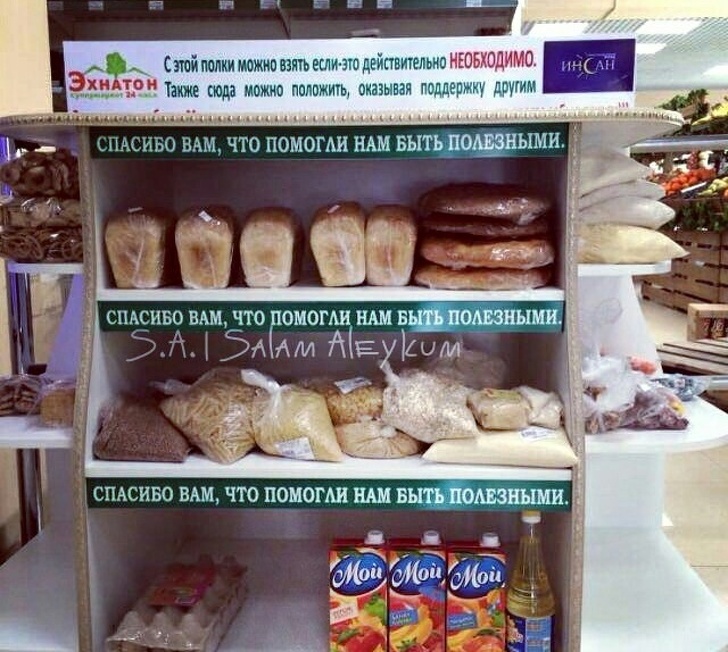 ЭХНАТОН
супермаркет 24 часа
С этой полки можно взять если-это действительно НЕОБХОДИМО.
Также сюда можно положить, оказывая поддержку другим
ИНСАН
СПАСИБО ВАМ, ЧТО ПОМОГЛИ НАМ БЫТЬ ПОЛЕЗНЫМИ.
СПАСИБО ВАМ, ЧТО ПОМОГЛИ НАМ БЫТЬ ПОЛЕЗНЫМИ.
S.A. | SALAM ALEYKUM
СПАСИБО ВАМ, ЧТО ПОМОГЛИ НАМ БЫТЬ ПОЛЕЗНЫМИ.
Мой Мой Мой